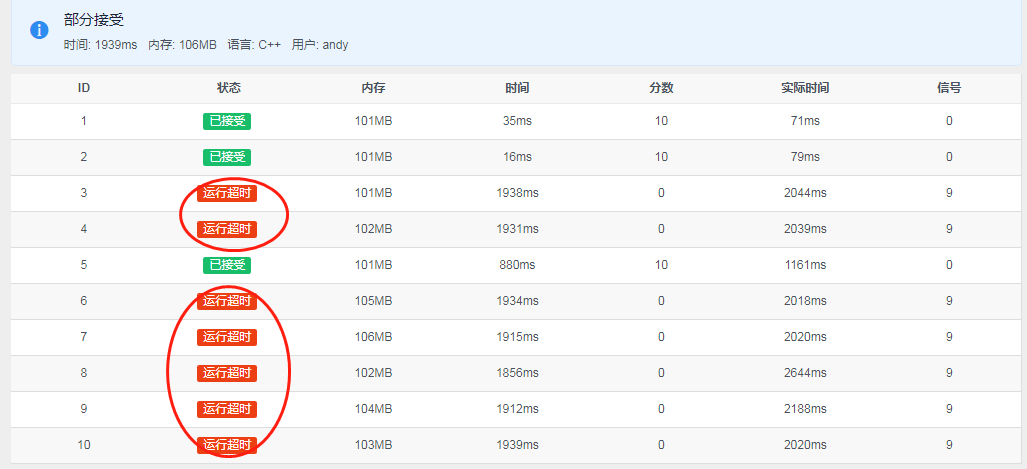 部分接受
时间: 1939ms 内存: 106MB 语言: C++ 用户: andy
ID 状态 内存 时间 分数 实际时间 信号
1 已接受 101MB 35ms 10 71ms 0
2 已接受 101MB 16ms 10 79ms 0
3 运行超时 101MB 1938ms 0 2044ms 9
4 运行超时 102MB 1931ms 0 2039ms 9
5 已接受 101MB 880ms 10 1161ms 0
6 运行超时 105MB 1934ms 0 2018ms 9
7 运行超时 106MB 1915ms 0 2020ms 9
8 运行超时 102MB 1856ms 0 2644ms 9
9 运行超时 104MB 1912ms 0 2188ms 9
10 运行超时 103MB 1939ms 0 2020ms 9